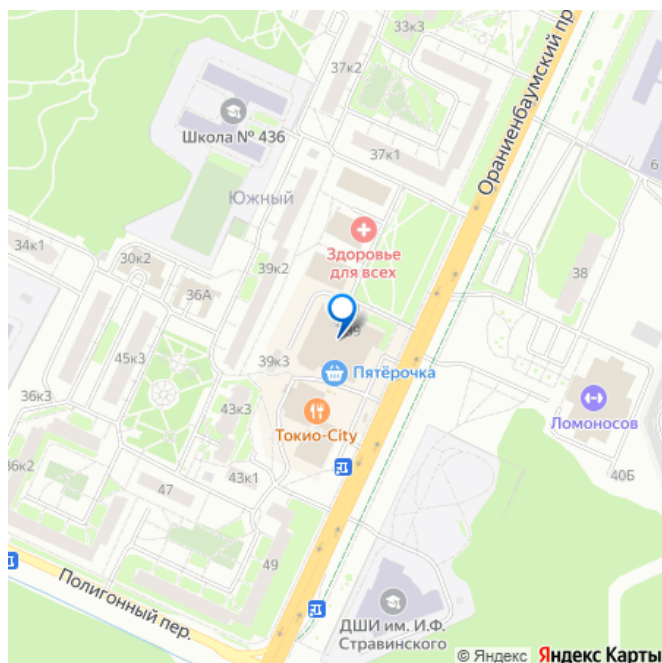 33к3
37к2
Ораниенбаумский пр
Школа № 436
37к1
6
Южный
34к1
30к2
39к2
Здоровье
для всех
38
36А
45к3
39к3
Пятёрочка
36к3
43к3
Токио-City
Ломоносов
36к2
43к1
40Б
47
49
Полигонный пер.
ДШИ им. И.Ф.
Стравинского
© Яндекс Яндекс Карты